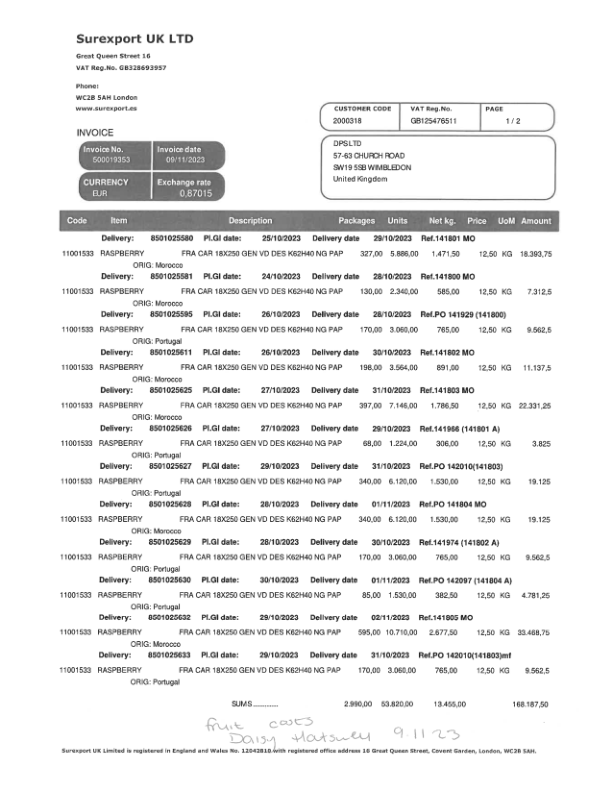 Surexport UK LTD
Great Queen Street 16
VAT Reg.No. GB328693957
Phone:
WC2B 5AH London
www.surexport.es
CUSTOMER CODE VAT Reg.No. PAGE
2000318 GB125476511 1 / 2
INVOICE
Invoice No. Invoice date
500019353 09/11/2023
CURRENCY Exchange rate
EUR 0,87015
DPS LTD
57-63 CHURCH ROAD
SW19 5SB WIMBLEDON
United Kingdom
Code Item Description Packages Units Net kg. Price UoM Amount
Delivery: 8501025580 Pl.GI date: 25/10/2023 Delivery date 29/10/2023 Ref.141801 MO
11001533 RASPBERRY FRA CAR 18X250 GEN VD DES K62H40 NG PAP 327,00 5.886,00 1.471,50 12,50 KG 18.393,75
ORIG: Morocco
Delivery: 8501025581 Pl.GI date: 24/10/2023 Delivery date 28/10/2023 Ref.141800 MO
11001533 RASPBERRY FRA CAR 18X250 GEN VD DES K62H40 NG PAP 130,00 2.340,00 585,00 12,50 KG 7.312,5
ORIG: Morocco
Delivery: 8501025595 Pl.GI date: 26/10/2023 Delivery date 28/10/2023 Ref.PO 141929 (141800)
11001533 RASPBERRY FRA CAR 18X250 GEN VD DES K62H40 NG PAP 170,00 3.060,00 765,00 12,50 KG 9.562,5
ORIG: Portugal
Delivery: 8501025611 Pl.GI date: 26/10/2023 Delivery date 30/10/2023 Ref.141802 MO
11001533 RASPBERRY FRA CAR 18X250 GEN VD DES K62H40 NG PAP 198,00 3.564,00 891,00 12,50 KG 11.137,5
ORIG: Morocco
Delivery: 8501025625 Pl.GI date: 27/10/2023 Delivery date 31/10/2023 Ref.141803 MO
11001533 RASPBERRY FRA CAR 18X250 GEN VD DES K62H40 NG PAP 397,00 7.146,00 1.786,50 12,50 KG 22.331,25
ORIG: Morocco
Delivery: 8501025626 Pl.GI date: 27/10/2023 Delivery date 29/10/2023 Ref.141966 (141801 A)
11001533 RASPBERRY FRA CAR 18X250 GEN VD DES K62H40 NG PAP 68,00 1.224,00 306,00 12,50 KG 3.825
ORIG: Portugal
Delivery: 8501025627 Pl.GI date: 29/10/2023 Delivery date 31/10/2023 Ref.PO 142010(141803)
11001533 RASPBERRY FRA CAR 18X250 GEN VD DES K62H40 NG PAP 340,00 6.120,00 1.530,00 12,50 KG 19.125
ORIG: Portugal
Delivery: 8501025628 Pl.GI date: 28/10/2023 Delivery date 01/11/2023 Ref.PO 141804 MO
11001533 RASPBERRY FRA CAR 18X250 GEN VD DES K62H40 NG PAP 340,00 6.120,00 1.530,00 12,50 KG 19.125
ORIG: Morocco
Delivery: 8501025629 Pl.GI date: 28/10/2023 Delivery date 30/10/2023 Ref.141974 (141802 A)
11001533 RASPBERRY FRA CAR 18X250 GEN VD DES K62H40 NG PAP 170,00 3.060,00 765,00 12,50 KG 9.562,5
ORIG: Portugal
Delivery: 8501025630 Pl.GI date: 30/10/2023 Delivery date 01/11/2023 Ref.PO 142097 (141804 A)
11001533 RASPBERRY FRA CAR 18X250 GEN VD DES K62H40 NG PAP 85,00 1.530,00 382,50 12,50 KG 4.781,25
ORIG: Portugal
Delivery: 8501025632 Pl.GI date: 29/10/2023 Delivery date 02/11/2023 Ref.141805 MO
11001533 RASPBERRY FRA CAR 18X250 GEN VD DES K62H40 NG PAP 595,00 10.710,00 2.677,50 12,50 KG 33.468,75
ORIG: Morocco
Delivery: 8501025633 Pl.GI date: 29/10/2023 Delivery date 31/10/2023 Ref.PO 142010(141803)mf
11001533 RASPBERRY FRA CAR 18X250 GEN VD DES K62H40 NG PAP 170,00 3.060,00 765,00 12,50 KG 9.562,5
ORIG: Portugal
SUMS............ 2.990,00 53.820,00 13.455,00 168.187,50
fruit costs
Daisy 9.11.23
Surexport UK Limited is registered in England and Wales No. 12042810 with registered office address 16 Great Queen Street, Covent Garden, London, WC2B 5AH.